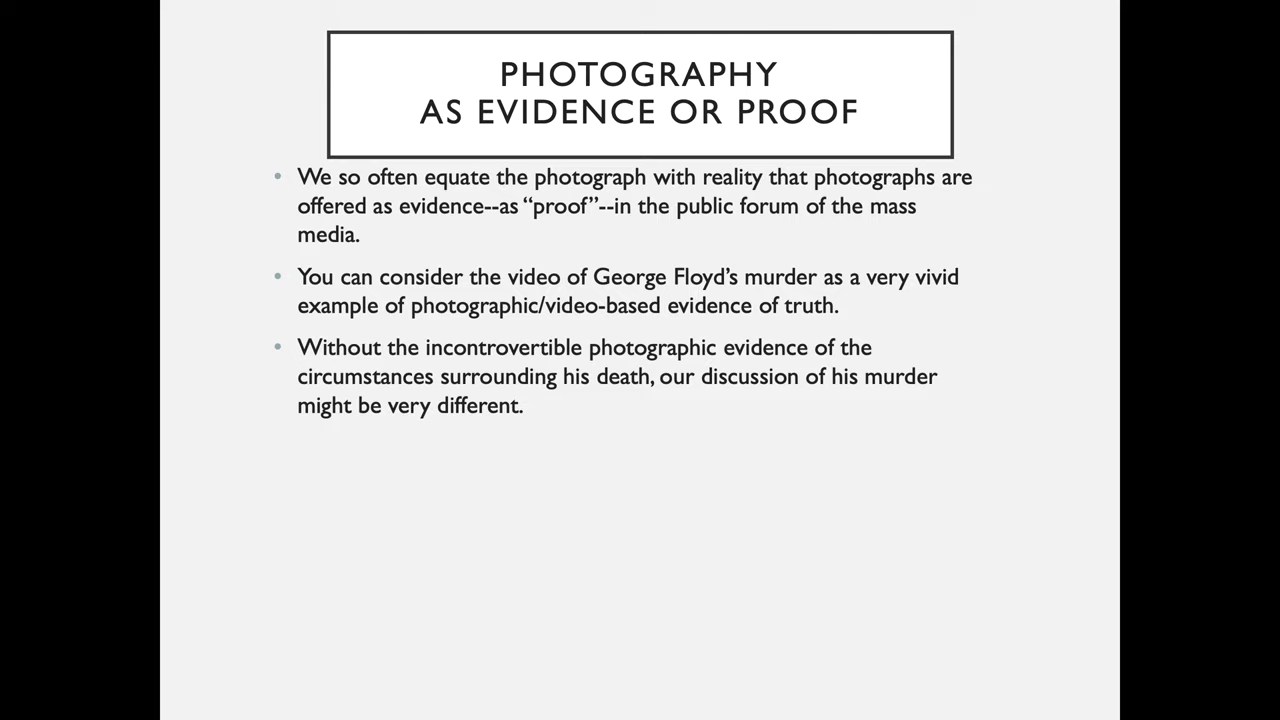 PHOTOGRAPHY
AS EVIDENCE OR PROOF
• We so often equate the photograph with reality that photographs are
offered as evidence--as “proof”--in the public forum of the mass
media.
• You can consider the video of George Floyd’s murder as a very vivid
example of photographic/video-based evidence of truth.
• Without the incontrovertible photographic evidence of the
circumstances surrounding his death, our discussion of his murder
might be very different.